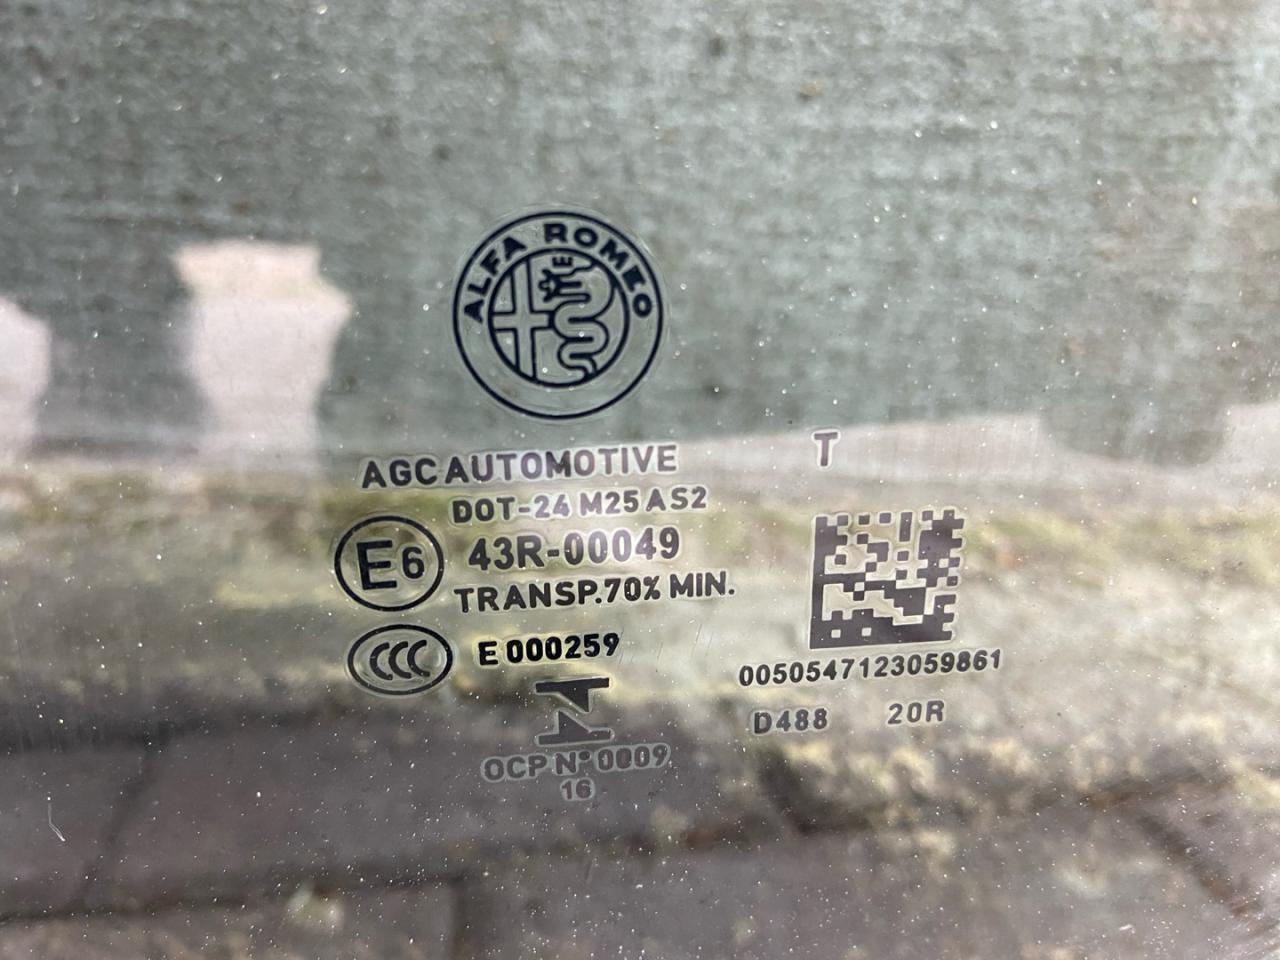 ALFA ROMEO
AGC AUTOMOTIVE
T
DOT-24 M25 AS2
E6
43R-00049
TRANSP.70% MIN.
CCC
E 000259
0050547123059861
D488 20R
OCP Nº 0009
16